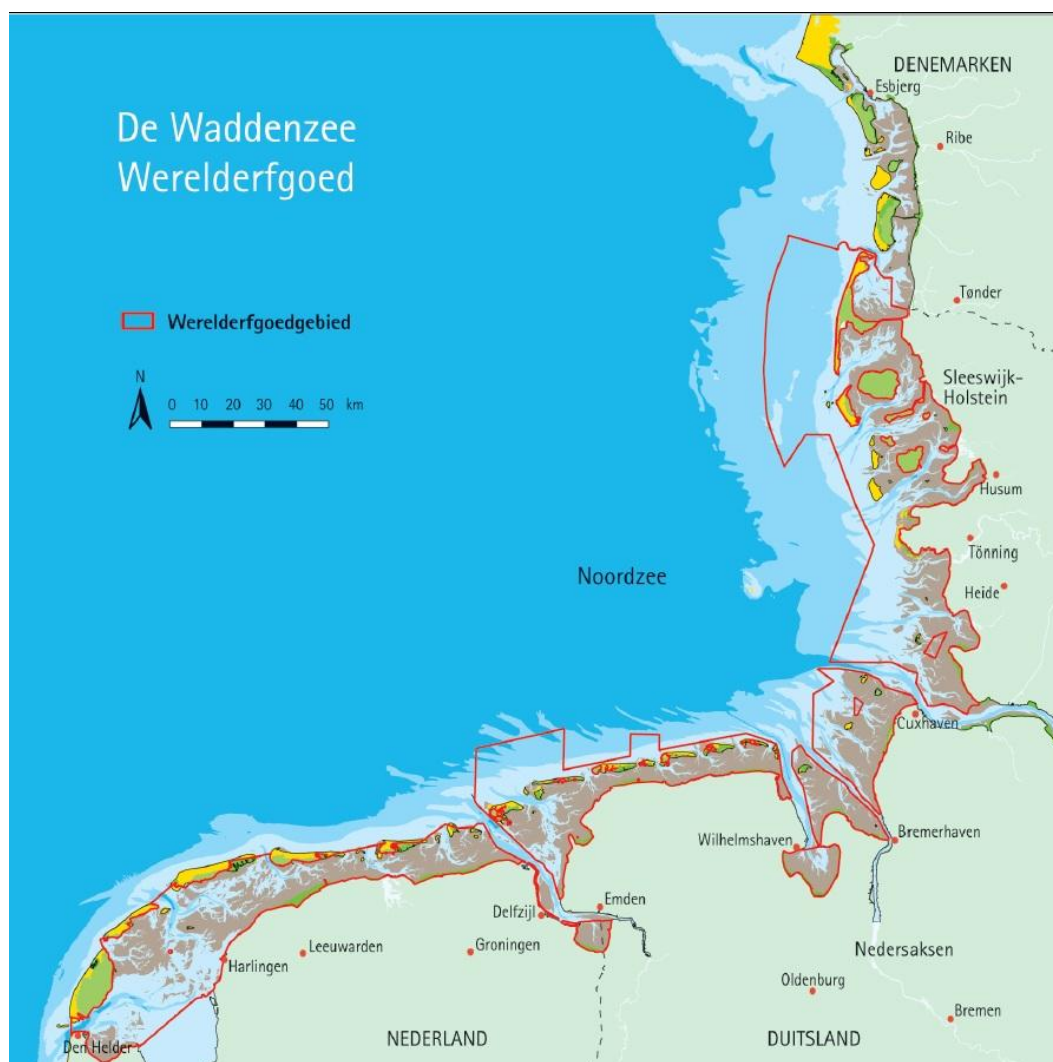 De Waddenzee
Werelderfgoed
Werelderfgoedgebied
N
0 10 20 30 40 50 km
DENEMARKEN
Esbjerg
Ribe
Tønder
Sleeswijk-
Holstein
Husum
Tönning
Heide
Noordzee
Cuxhaven
Wilhelmshaven
Bremerhaven
Emden
Delfzijl
Groningen
Leeuwarden
Harlingen
Nedersaksen
Oldenburg
Bremen
Den Helder
NEDERLAND
DUITSLAND